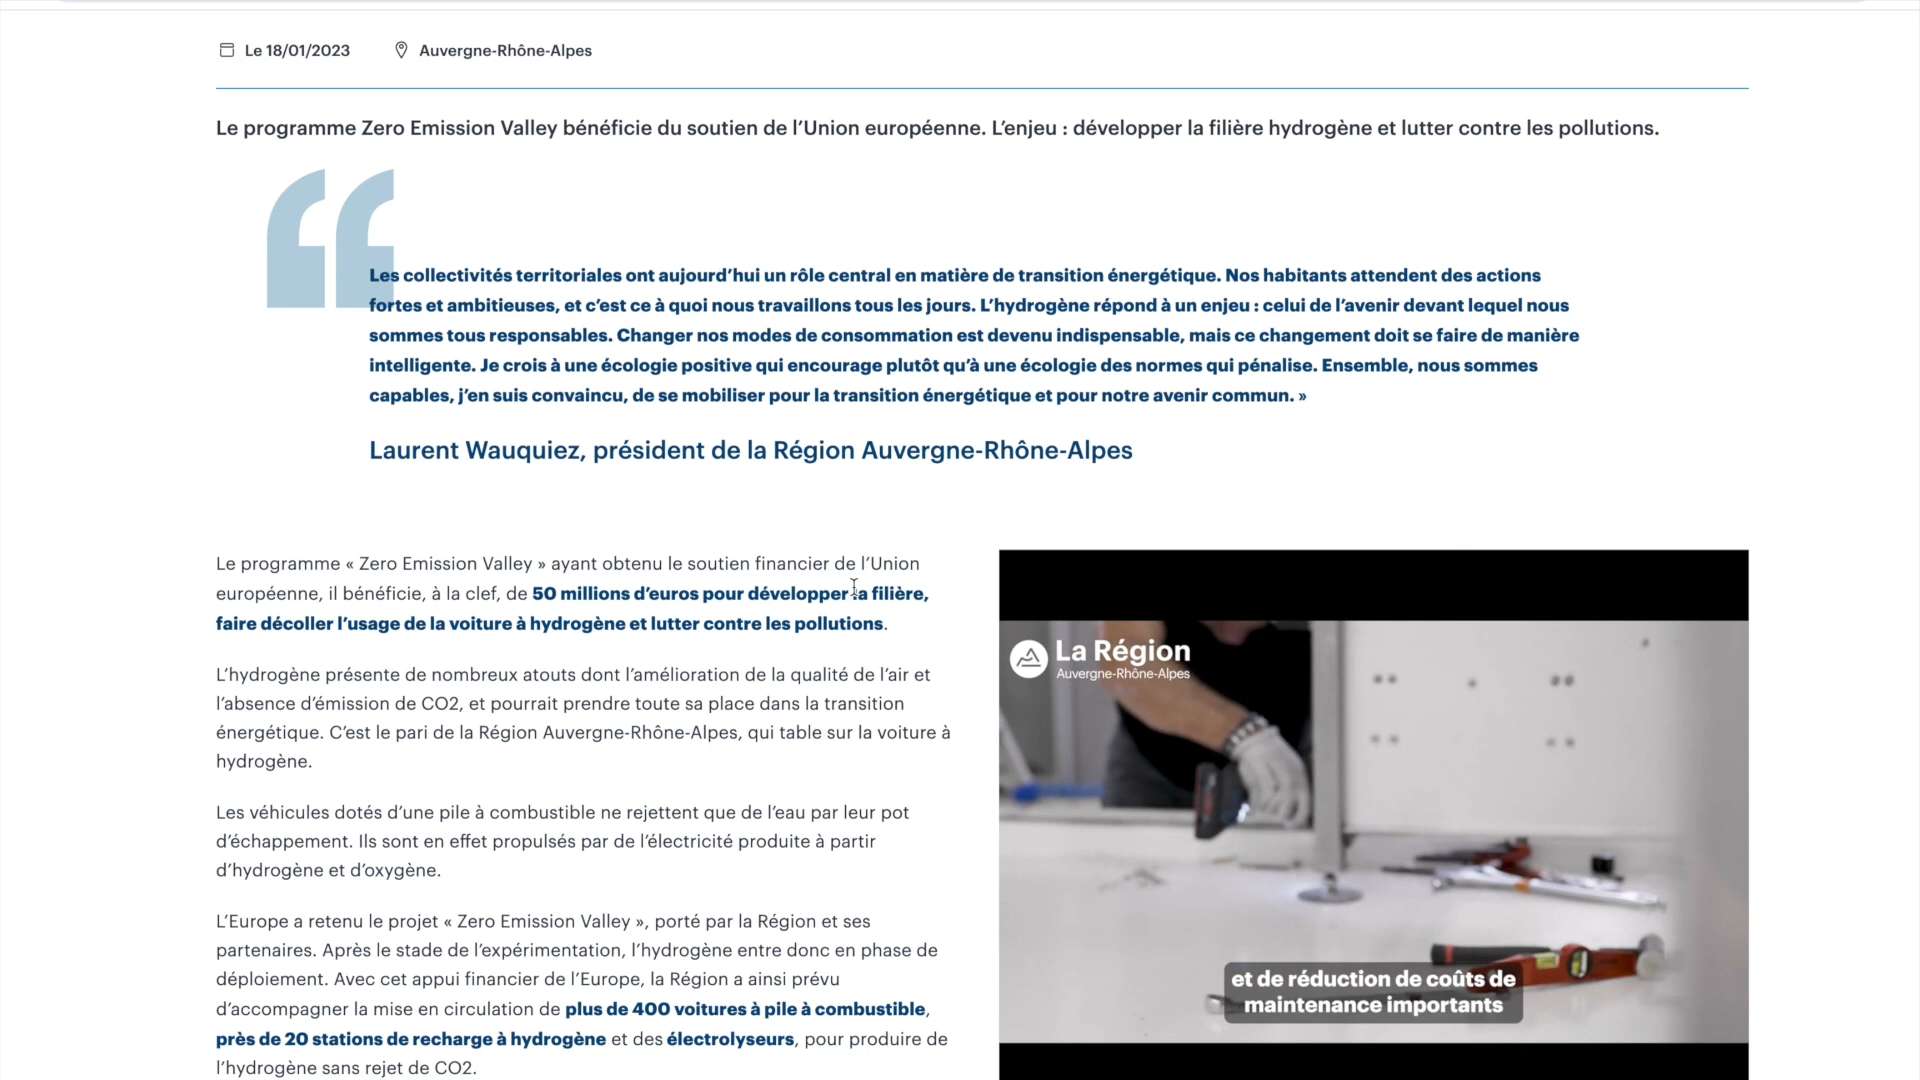 Le 18/01/2023
Auvergne-Rhône-Alpes
Le programme Zero Emission Valley bénéficie du soutien de l’Union européenne. L’enjeu : développer la filière hydrogène et lutter contre les pollutions.
Les collectivités territoriales ont aujourd’hui un rôle central en matière de transition énergétique. Nos habitants attendent des actions
fortes et ambitieuses, et c’est ce à quoi nous travaillons tous les jours. L’hydrogène répond à un enjeu : celui de l’avenir devant lequel nous
sommes tous responsables. Changer nos modes de consommation est devenu indispensable, mais ce changement doit se faire de manière
intelligente. Je crois à une écologie positive qui encourage plutôt qu’à une écologie des normes qui pénalise. Ensemble, nous sommes
capables, j’en suis convaincu, de se mobiliser pour la transition énergétique et pour notre avenir commun. »
Laurent Wauquiez, président de la Région Auvergne-Rhône-Alpes
Le programme « Zero Emission Valley » ayant obtenu le soutien financier de l’Union
européenne, il bénéficie, à la clef, de 50 millions d’euros pour développer la filière,
faire décoller l’usage de la voiture à hydrogène et lutter contre les pollutions.
L’hydrogène présente de nombreux atouts dont l’amélioration de la qualité de l’air et
l’absence d’émission de CO2, et pourrait prendre toute sa place dans la transition
énergétique. C’est le pari de la Région Auvergne-Rhône-Alpes, qui table sur la voiture à
hydrogène.
Les véhicules dotés d’une pile à combustible ne rejettent que de l’eau par leur pot
d’échappement. Ils sont en effet propulsés par de l’électricité produite à partir
d’hydrogène et d’oxygène.
L’Europe a retenu le projet « Zero Emission Valley », porté par la Région et ses
partenaires. Après le stade de l’expérimentation, l’hydrogène entre donc en phase de
déploiement. Avec cet appui financier de l’Europe, la Région a ainsi prévu
d’accompagner la mise en circulation de plus de 400 voitures à pile à combustible,
près de 20 stations de recharge à hydrogène et des électrolyseurs, pour produire de
l’hydrogène sans rejet de CO2.
La Région
Auvergne-Rhône-Alpes
et de réduction de coûts de
maintenance importants